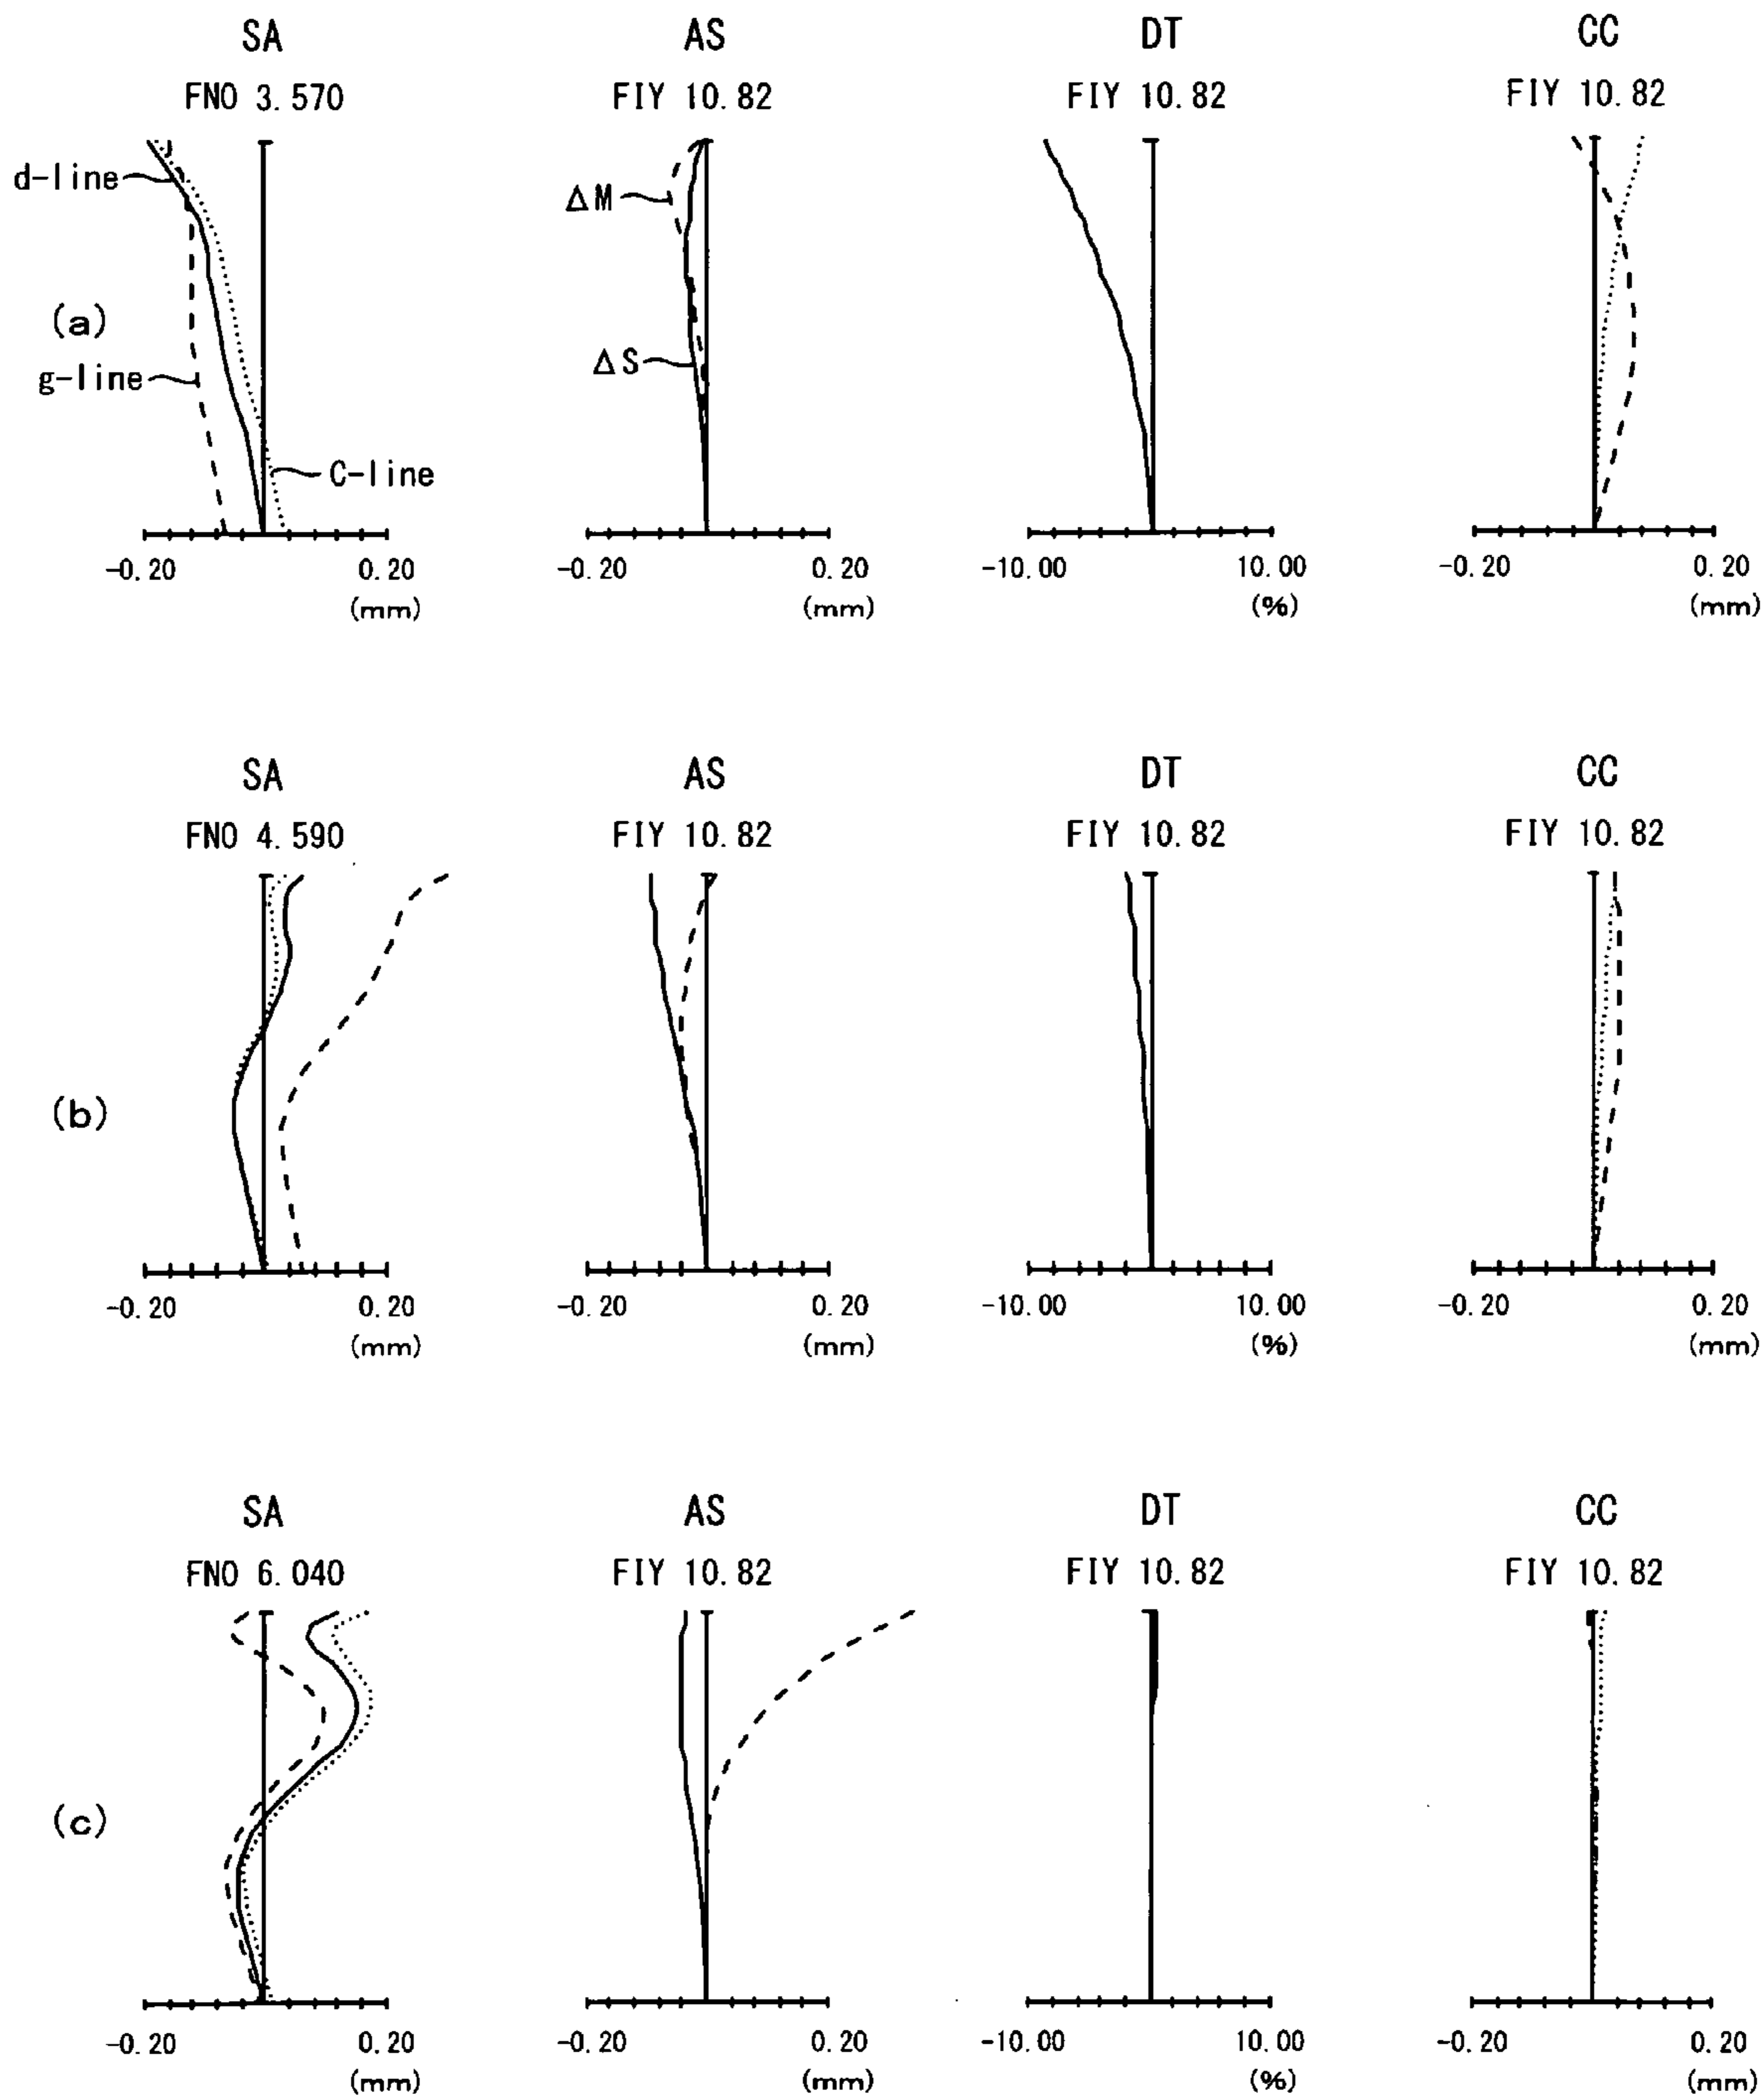 SA AS DT CC
FNO 3.570 FIY 10.82 FIY 10.82 FIY 10.82
d-line
ΔM
(a)
g-line
ΔS
C-line
-0.20 0.20 -0.20 0.20 -10.00 10.00 -0.20 0.20
(mm) (mm) (%) (mm)
SA AS DT CC
FNO 4.590 FIY 10.82 FIY 10.82 FIY 10.82
(b)
-0.20 0.20 -0.20 0.20 -10.00 10.00 -0.20 0.20
(mm) (mm) (%) (mm)
SA AS DT CC
FNO 6.040 FIY 10.82 FIY 10.82 FIY 10.82
(c)
-0.20 0.20 -0.20 0.20 -10.00 10.00 -0.20 0.20
(mm) (mm) (%) (mm)